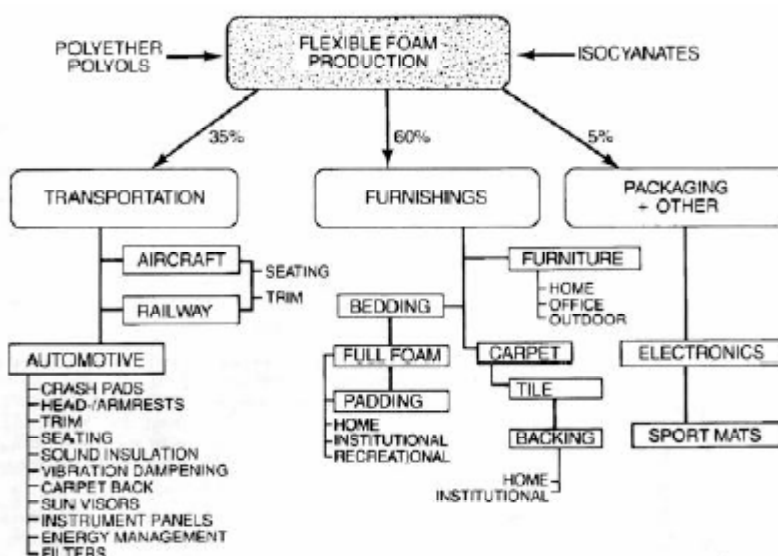 POLYETHER
POLYOLS
FLEXIBLE FOAM
PRODUCTION
ISOCYANATES
35%
60%
5%
TRANSPORTATION
FURNISHINGS
PACKAGING
+ OTHER
AIRCRAFT
SEATING
TRIM
RAILWAY
AUTOMOTIVE
CRASH PADS
HEAD-/ARMRESTS
TRIM
SEATING
SOUND INSULATION
VIBRATION DAMPENING
CARPET BACK
SUN VISORS
INSTRUMENT PANELS
ENERGY MANAGEMENT
FILTERS
FURNITURE
HOME
OFFICE
OUTDOOR
BEDDING
FULL FOAM
PADDING
HOME
INSTITUTIONAL
RECREATIONAL
CARPET
TILE
BACKING
HOME
INSTITUTIONAL
ELECTRONICS
SPORT MATS